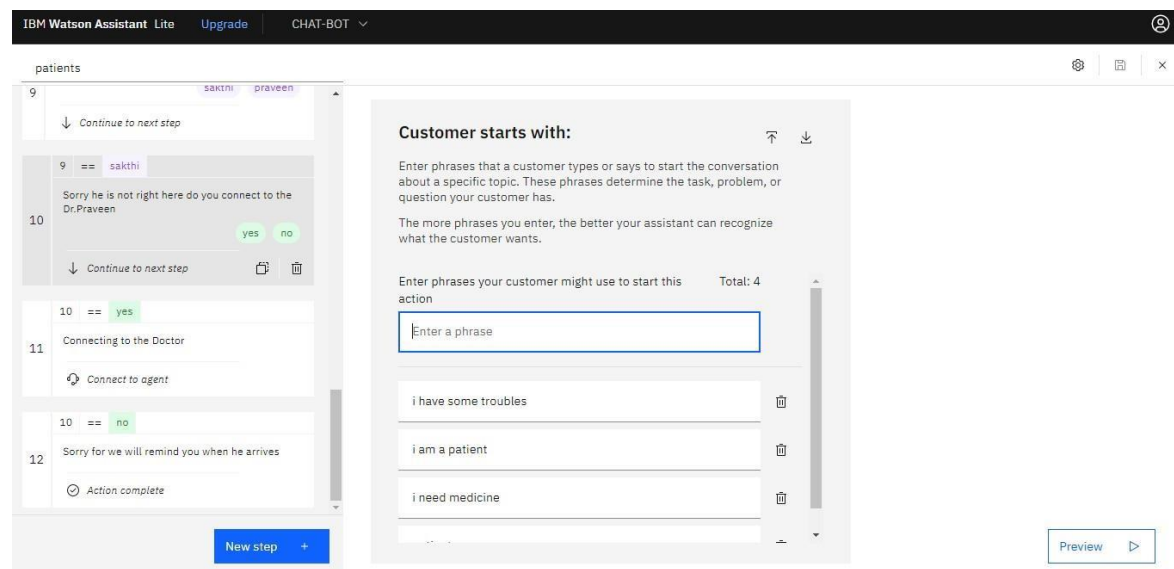 IBM Watson Assistant Lite Upgrade CHAT-BOT
patients
9 sakthi praveen
Continue to next step
9 == sakthi
Sorry he is not right here do you connect to the
Dr.Praveen
10
yes no
Continue to next step
10 == yes
Connecting to the Doctor
11
Connect to agent
10 == no
Sorry for we will remind you when he arrives
12
Action complete
New step +
Customer starts with:
Enter phrases that a customer types or says to start the conversation
about a specific topic. These phrases determine the task, problem, or
question your customer has.
The more phrases you enter, the better your assistant can recognize
what the customer wants.
Enter phrases your customer might use to start this Total: 4
action
Enter a phrase
i have some troubles
i am a patient
i need medicine
Preview